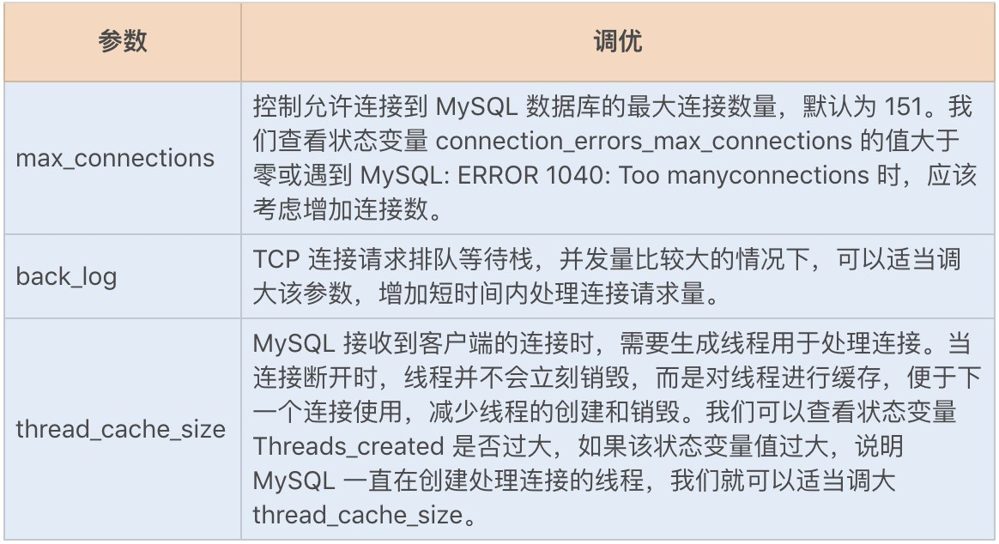 参数
调优
max_connections
控制允许连接到 MySQL 数据库的最大连接数量，默认为 151。我
们查看状态变量 connection_errors_max_connections 的值大于
零或遇到 MySQL: ERROR 1040: Too manyconnections 时，应该
考虑增加连接数。
back_log
TCP 连接请求排队等待栈，并发量比较大的情况下，可以适当调
大该参数，增加短时间内处理连接请求量。
thread_cache_size
MySQL 接收到客户端的连接时，需要生成线程用于处理连接。当
连接断开时，线程并不会立刻销毁，而是对线程进行缓存，便于下
一个连接使用，减少线程的创建和销毁。我们可以查看状态变量
Threads_created 是否过大，如果该状态变量值过大，说明
MySQL 一直在创建处理连接的线程，我们就可以适当调大
thread_cache_size。